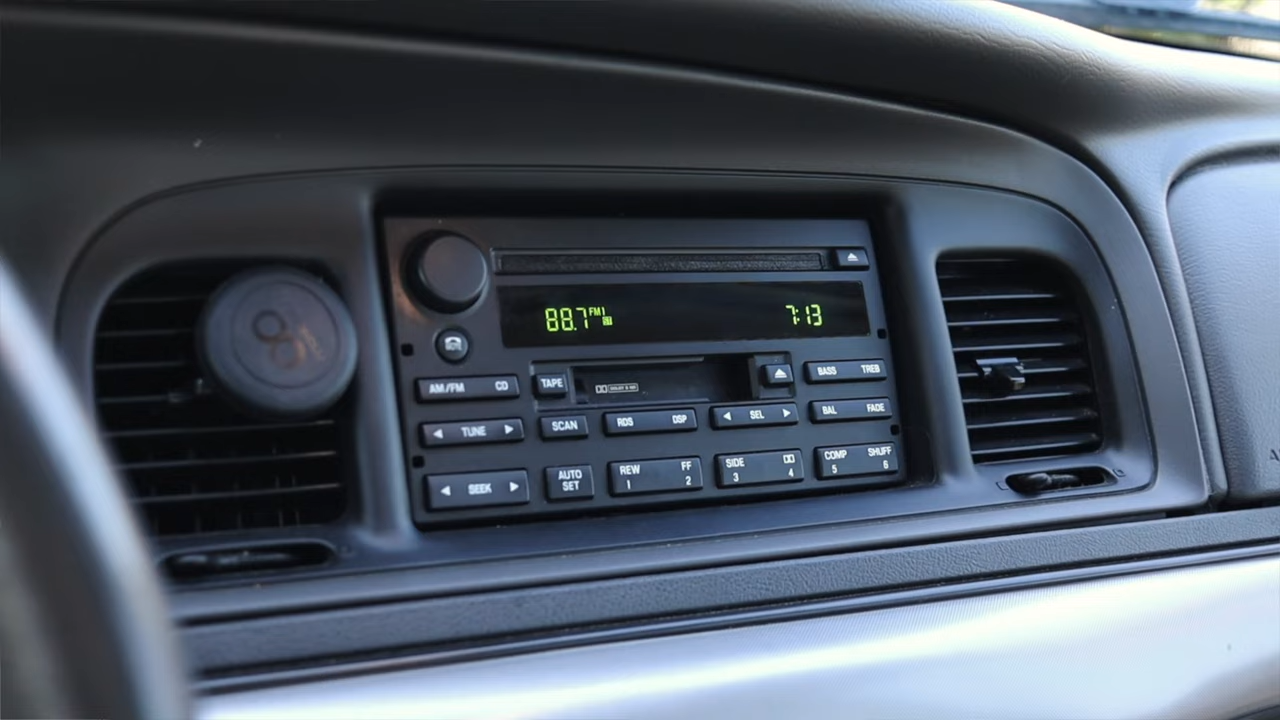 88.7 FM1 7:13
AM/FM CD TAPE BASS TREB
TUNE SCAN RDS DSP SEL BAL FADE
SEEK AUTO SET REW 1 FF 2 SIDE 3 4 COMP 5 SHUFF 6